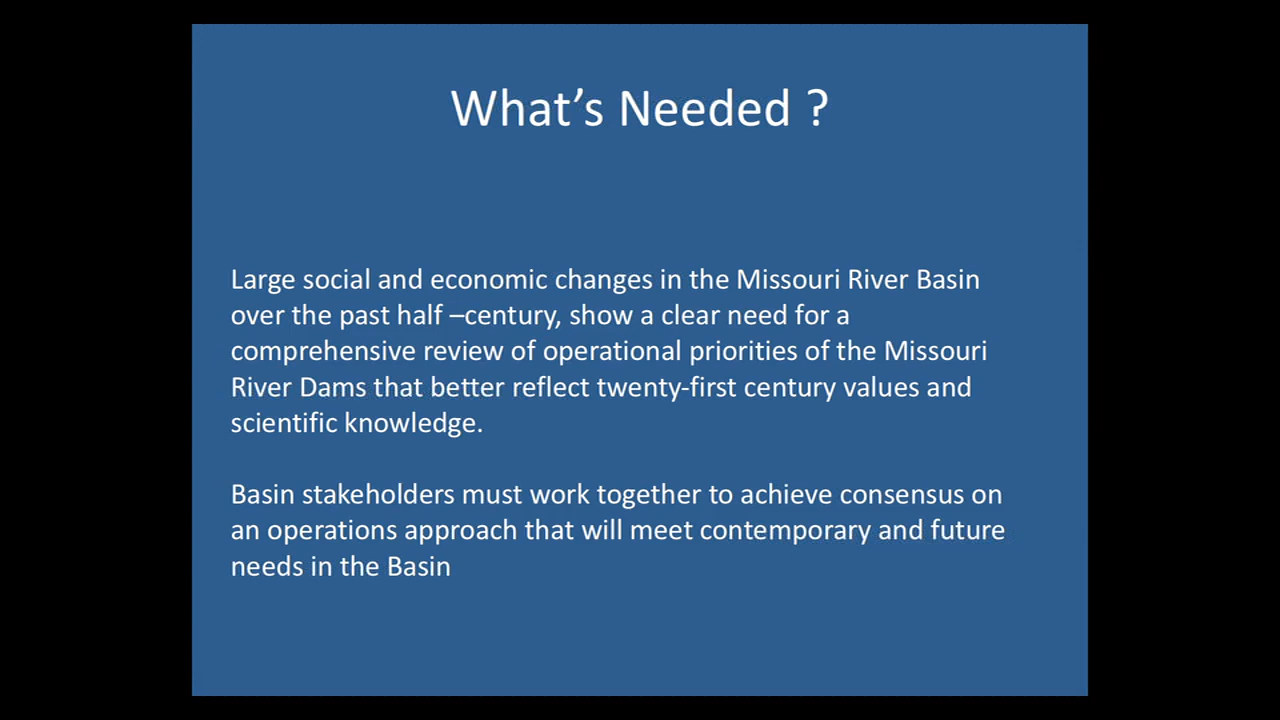 What’s Needed ?
Large social and economic changes in the Missouri River Basin
over the past half –century, show a clear need for a
comprehensive review of operational priorities of the Missouri
River Dams that better reflect twenty-first century values and
scientific knowledge.
Basin stakeholders must work together to achieve consensus on
an operations approach that will meet contemporary and future
needs in the Basin